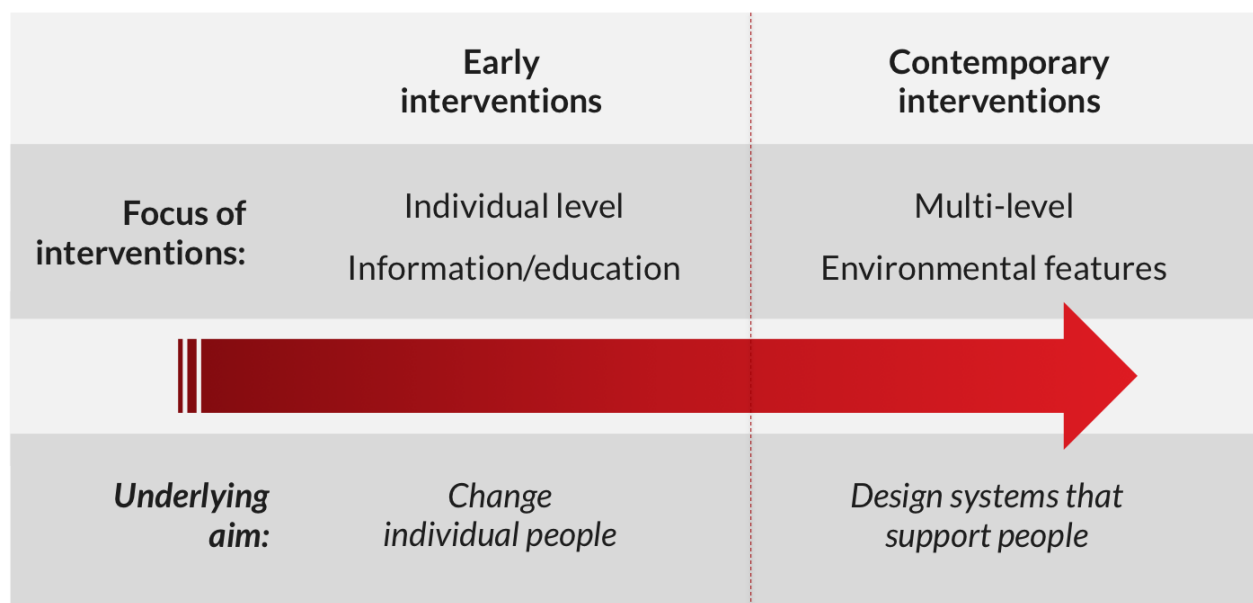 Early
interventions
Contemporary
interventions
Focus of
interventions:
Individual level
Information/education
Multi-level
Environmental features
Underlying
aim:
Change
individual people
Design systems that
support people